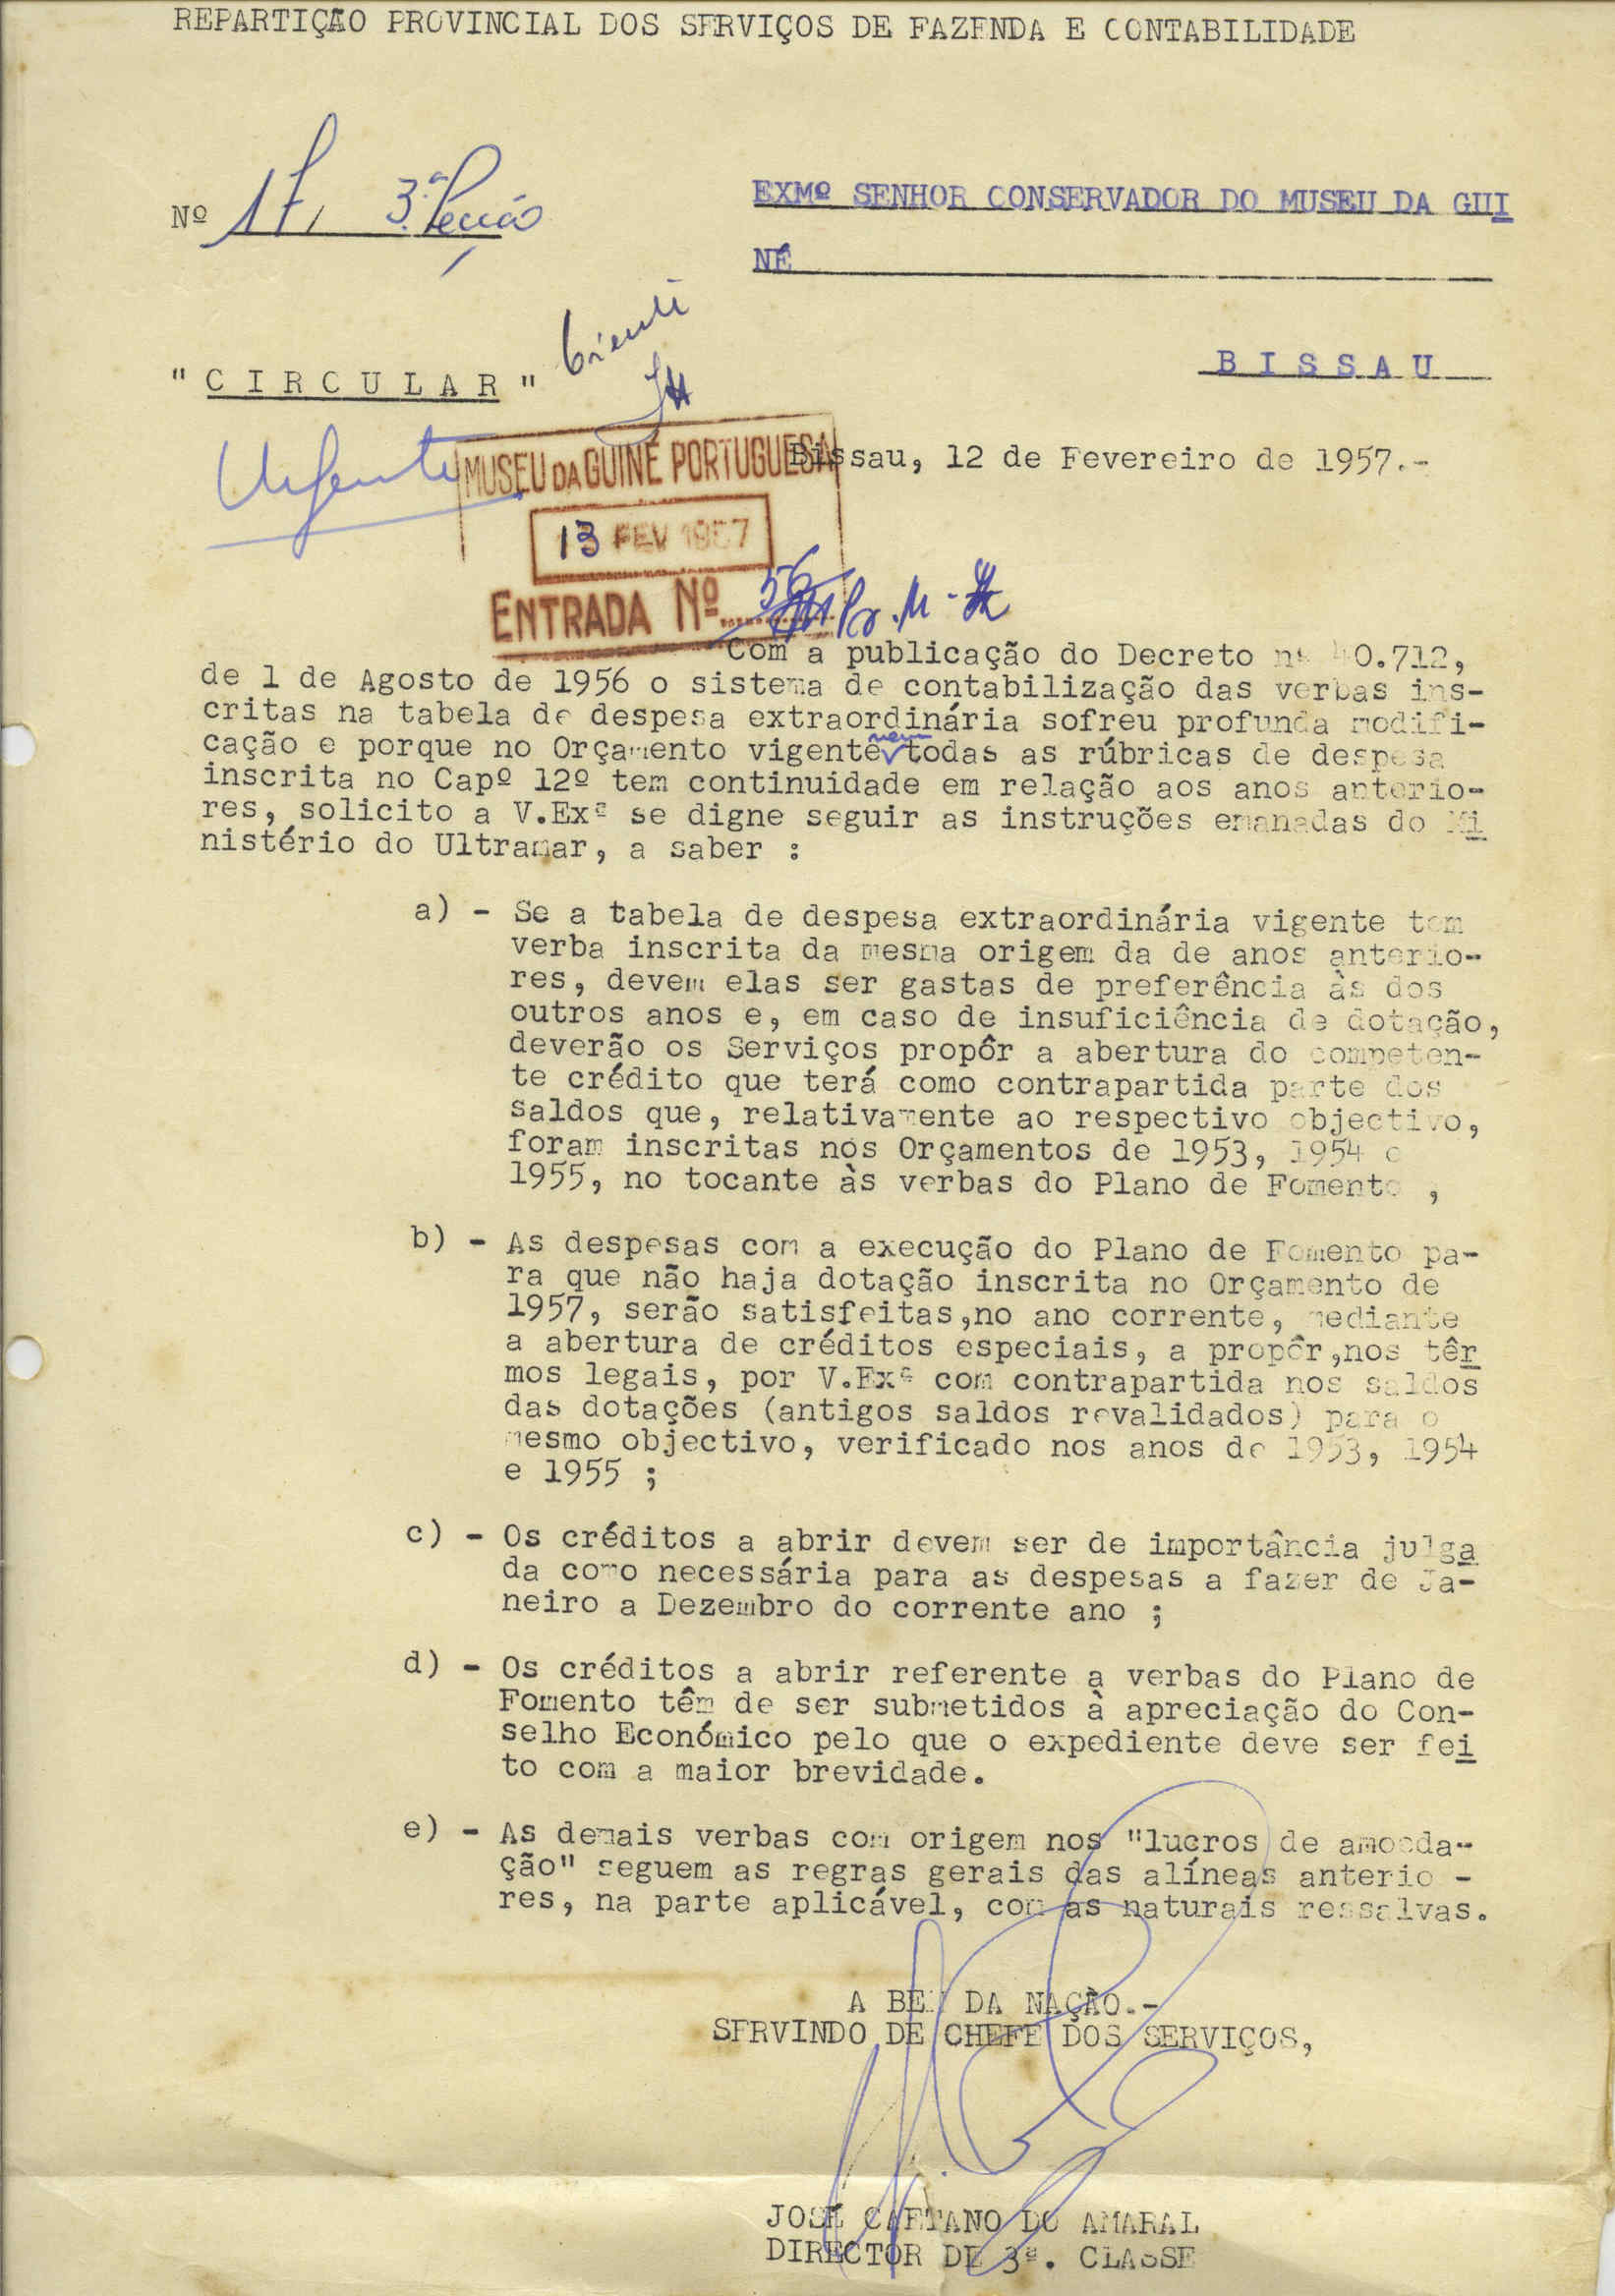 REPARTIÇÃO PROVINCIAL DOS SERVIÇOS DE FAZENDA E CONTABILIDADE
Nº 17, 3.ª Secção
EXMº SENHOR CONSERVADOR DO MUSEU DA GUI
NÉ
Ciente
BISSAU
"CIRCULAR"
Urgente
MUSEU DA GUINÉ PORTUGUESA
Bissau, 12 de Fevereiro de 1957.-
13 FEV 1957
ENTRADA Nº 56
Com a publicação do Decreto nº 40.712,
de 1 de Agosto de 1956 o sistema de contabilização das verbas ins-
critas na tabela de despesa extraordinária sofreu profunda modifi-
cação e porque no Orçamento vigente nem todas as rúbricas de despesa
inscrita no Capº 12º tem continuidade em relação aos anos anterio-
res, solicito a V.Exª se digne seguir as instruções emanadas do Mi
nistério do Ultramar, a saber :
a) - Se a tabela de despesa extraordinária vigente tem
verba inscrita da mesma origem da de anos anterio-
res, devem elas ser gastas de preferência às dos
outros anos e, em caso de insuficiência de dotação,
deverão os Serviços propôr a abertura do competen-
te crédito que terá como contrapartida parte dos
saldos que, relativamente ao respectivo objectivo,
foram inscritas nos Orçamentos de 1953, 1954 e
1955, no tocante às verbas do Plano de Fomento ,
b) - As despesas com a execução do Plano de Fomento pa-
ra que não haja dotação inscrita no Orçamento de
1957, serão satisfeitas,no ano corrente, mediante
a abertura de créditos especiais, a propôr,nos têr
mos legais, por V.Exª com contrapartida nos saldos
das dotações (antigos saldos revalidados) para o
mesmo objectivo, verificado nos anos de 1953, 1954
e 1955 ;
c) - Os créditos a abrir devem ser de importância julga
da como necessária para as despesas a fazer de Ja-
neiro a Dezembro do corrente ano ;
d) - Os créditos a abrir referente a verbas do Plano de
Fomento têm de ser submetidos à apreciação do Con-
selho Económico pelo que o expediente deve ser fei
to com a maior brevidade.
e) - As demais verbas com origem nos "lucros de amoeda-
ção" seguem as regras gerais das alíneas anterio -
res, na parte aplicável, com as naturais ressalvas.
A BEM DA NAÇÃO.-
SERVINDO DE CHEFE DOS SERVIÇOS,
JOSÉ CAETANO DO AMARAL
DIRECTOR DE 3ª. CLASSE